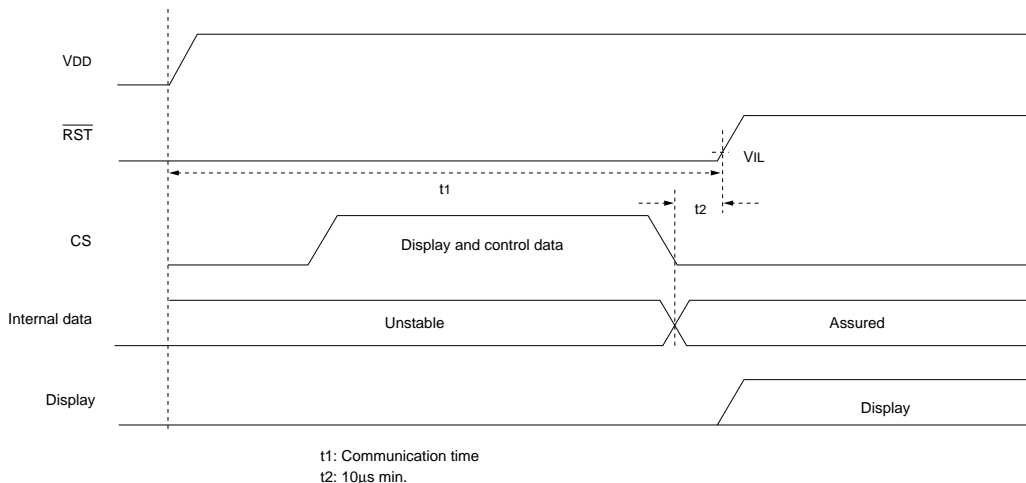 VDD
RST
VIL
t1
t2
CS
Display and control data
Internal data
Unstable
Assured
Display
Display
t1: Communication time
t2: 10μs min.